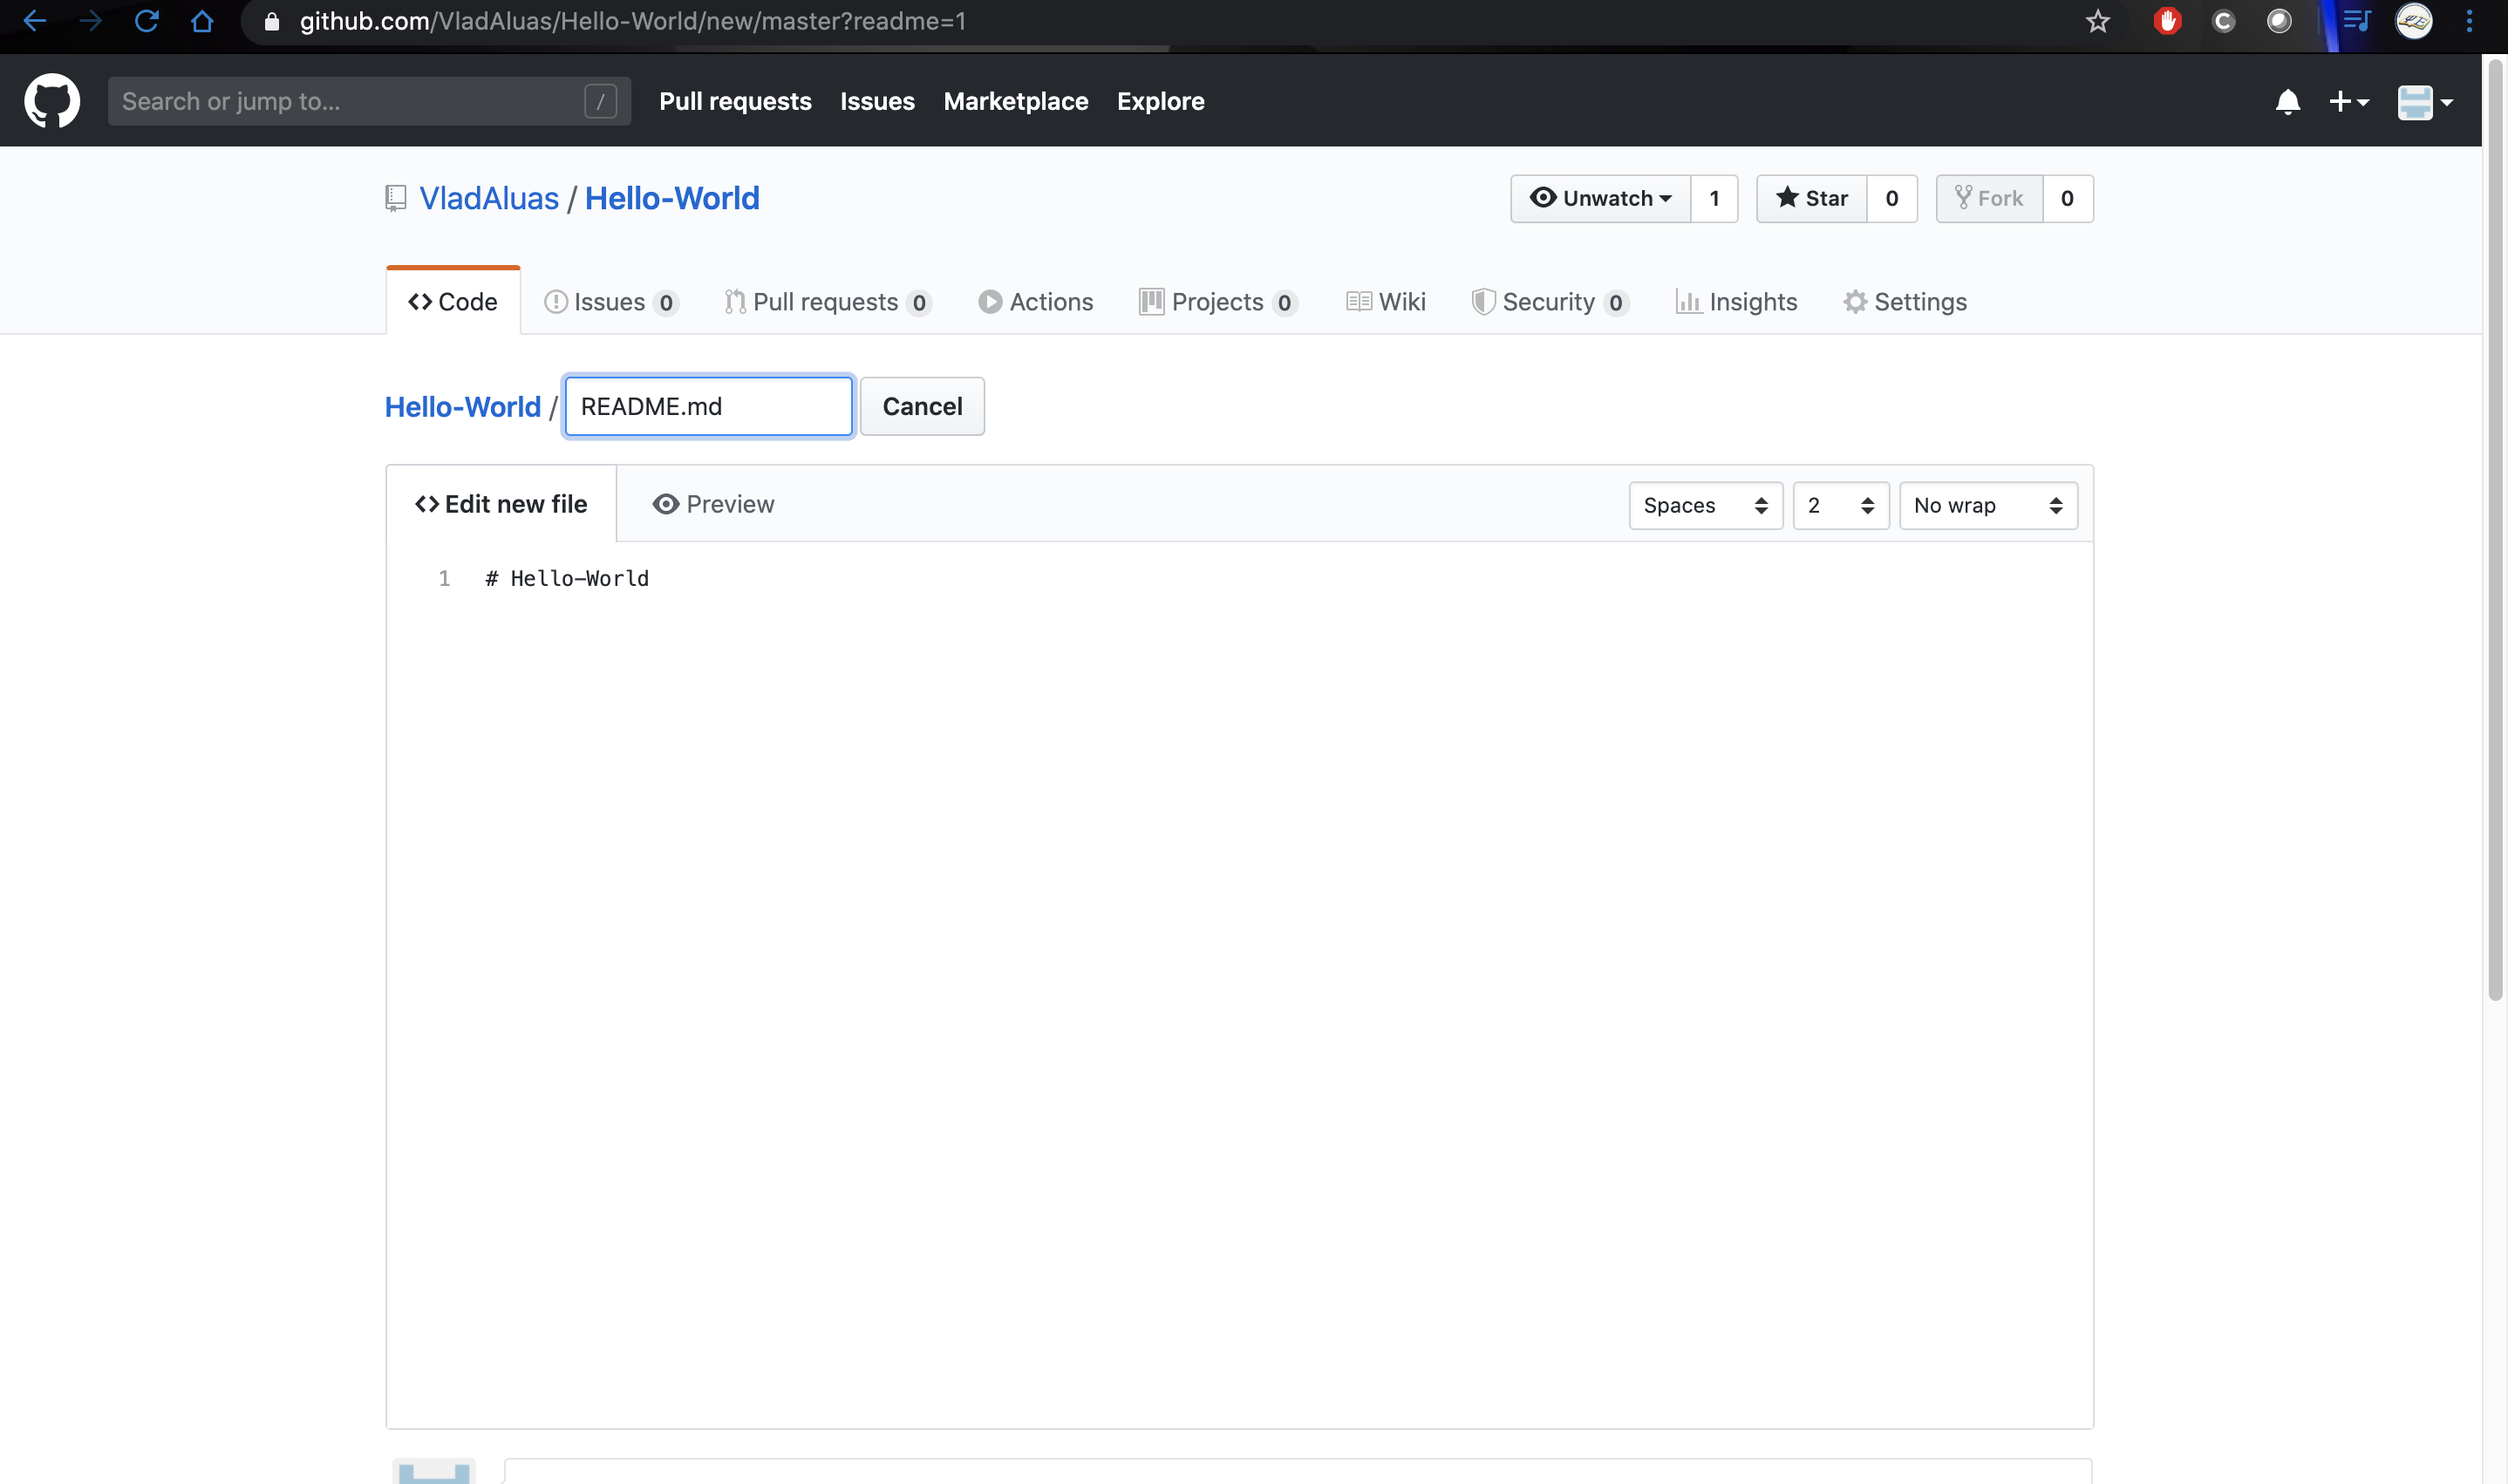 github.com/VladAluas/Hello-World/new/master?readme=1
Search or jump to... / Pull requests Issues Marketplace Explore
VladAluas / Hello-World Unwatch 1 Star 0 Fork 0
Code Issues 0 Pull requests 0 Actions Projects 0 Wiki Security 0 Insights Settings
Hello-World / README.md Cancel
<> Edit new file Preview Spaces 2 No wrap
1 # Hello-World